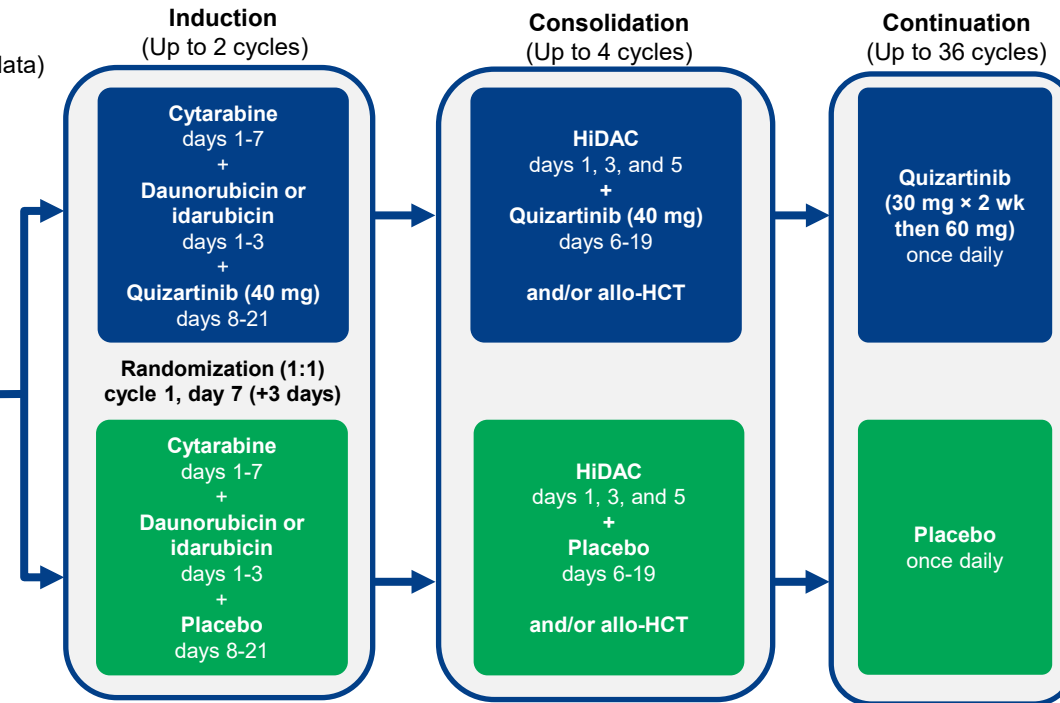 lata)
Induction
(Up to 2 cycles)
Cytarabine
days 1-7
+
Daunorubicin or
idarubicin
days 1-3
+
Quizartinib (40 mg)
days 8-21
Randomization (1:1)
cycle 1, day 7 (+3 days)
Cytarabine
days 1-7
+
Daunorubicin or
idarubicin
days 1-3
+
Placebo
days 8-21
Consolidation
(Up to 4 cycles)
HiDAC
days 1, 3, and 5
+
Quizartinib (40 mg)
days 6-19
and/or allo-HCT
HiDAC
days 1, 3, and 5
+
Placebo
days 6-19
and/or allo-HCT
Continuation
(Up to 36 cycles)
Quizartinib
(30 mg × 2 wk
then 60 mg)
once daily
Placebo
once daily